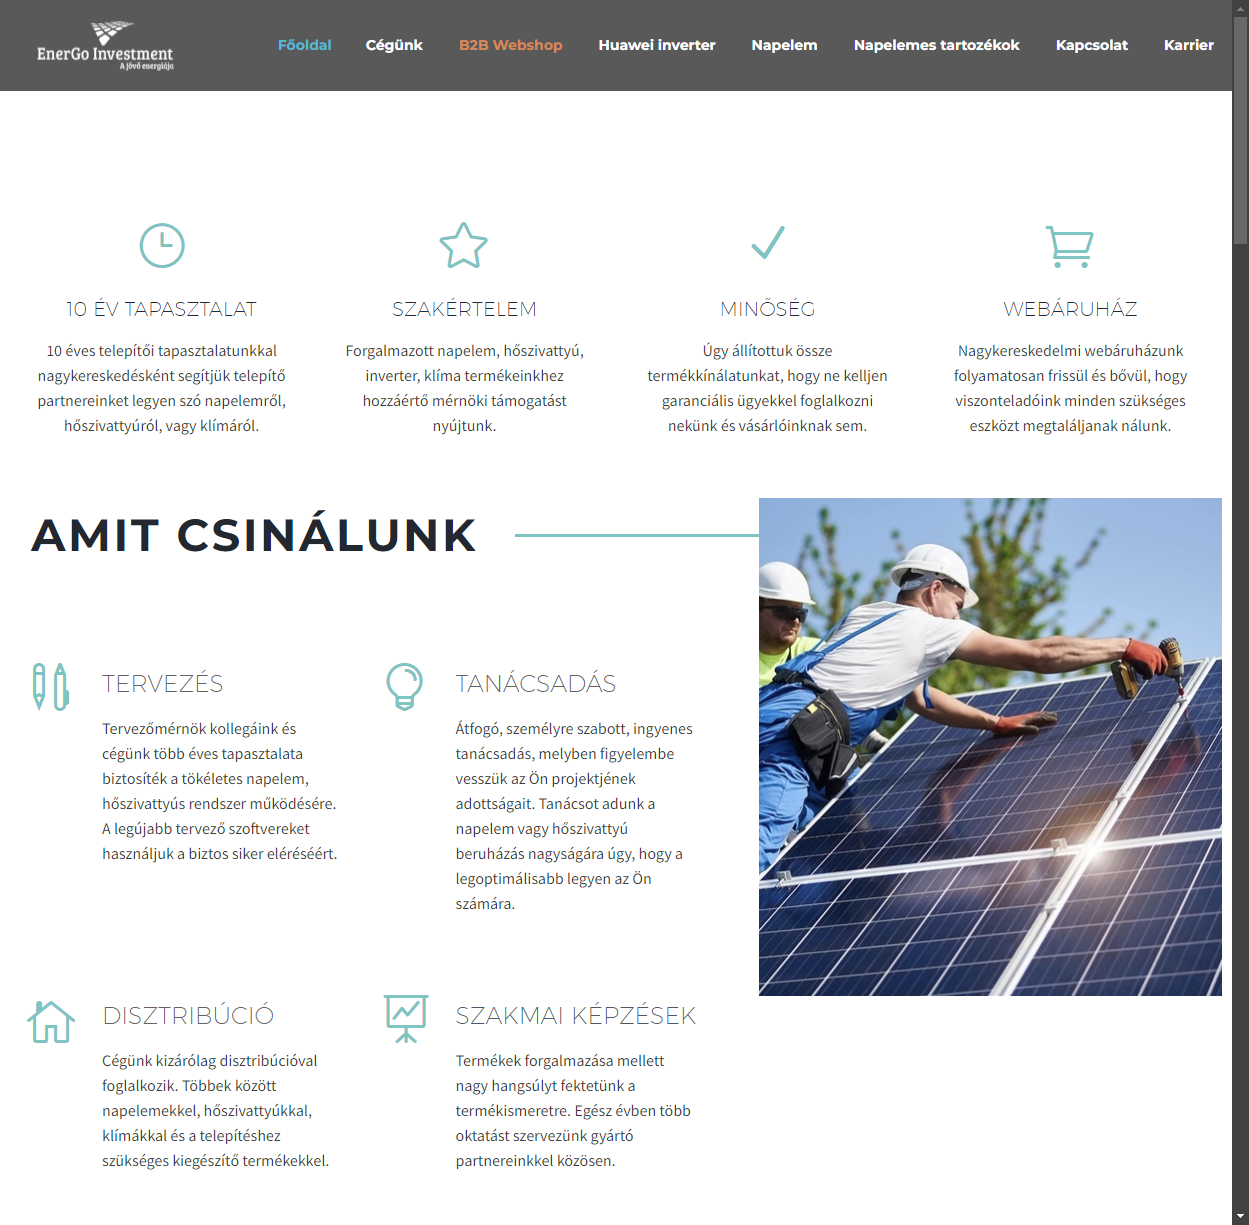 EnerGo Investment
A jövő energiája
Főoldal Cégünk B2B Webshop Huawei inverter Napelem Napelemes tartozékok Kapcsolat Karrier
10 ÉV TAPASZTALAT
10 éves telepítői tapasztalatunkkal
nagykereskedésként segítjük telepítő
partnereinket legyen szó napelemről,
hőszivattyúról, vagy klímáról.
SZAKÉRTELEM
Forgalmazott napelem, hőszivattyú,
inverter, klíma termékeinkhez
hozzáértő mérnöki támogatást
nyújtunk.
MINŐSÉG
Úgy állítottuk össze
termékkínálatunkat, hogy ne kelljen
garanciális ügyekkel foglalkozni
nekünk és vásárlóinknak sem.
WEBÁRUHÁZ
Nagykereskedelmi webáruházunk
folyamatosan frissül és bővül, hogy
viszonteladóink minden szükséges
eszközt megtaláljanak nálunk.
AMIT CSINÁLUNK
TERVEZÉS
Tervezőmérnök kollegáink és
cégünk több éves tapasztalata
biztosíték a tökéletes napelem,
hőszivattyús rendszer működésére.
A legújabb tervező szoftvereket
használjuk a biztos siker eléréséért.
TANÁCSADÁS
Átfogó, személyre szabott, ingyenes
tanácsadás, melyben figyelembe
vesszük az Ön projektjének
adottságait. Tanácsot adunk a
napelem vagy hőszivattyú
beruházás nagyságára úgy, hogy a
legoptimálisabb legyen az Ön
számára.
DISZTRIBÚCIÓ
Cégünk kizárólag disztribúcióval
foglalkozik. Többek között
napelemekkel, hőszivattyúkkal,
klímákkal és a telepítéshez
szükséges kiegészítő termékekkel.
SZAKMAI KÉPZÉSEK
Termékek forgalmazása mellett
nagy hangsúlyt fektetünk a
termékismeretre. Egész évben több
oktatást szervezünk gyártó
partnereinkkel közösen.